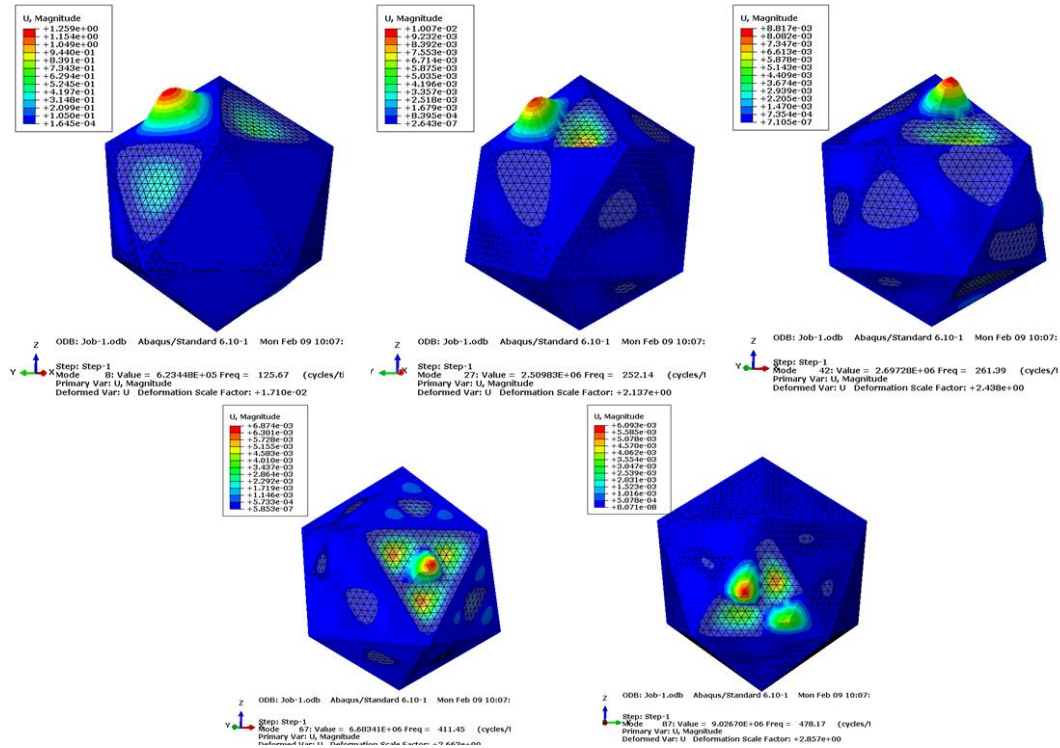 U, Magnitude
+1.259e+00
+1.154e+00
+1.049e+00
+9.440e-01
+8.391e-01
+7.343e-01
+6.294e-01
+5.245e-01
+4.197e-01
+3.148e-01
+2.099e-01
+1.050e-01
+1.645e-04
ODB: Job-1.odb Abaqus/Standard 6.10-1 Mon Feb 09 10:07:
Z
Y X
Step: Step-1
Mode 8: Value = 6.23448E+05 Freq = 125.67 (cycles/ti
Primary Var: U, Magnitude
Deformed Var: U Deformation Scale Factor: +1.710e-02
U, Magnitude
+1.007e-02
+9.232e-03
+8.392e-03
+7.553e-03
+6.714e-03
+5.875e-03
+5.035e-03
+4.196e-03
+3.357e-03
+2.518e-03
+1.679e-03
+8.395e-04
+2.643e-07
ODB: Job-1.odb Abaqus/Standard 6.10-1 Mon Feb 09 10:07:
Z
Y
Step: Step-1
Mode 27: Value = 2.50983E+06 Freq = 252.14 (cycles/t
Primary Var: U, Magnitude
Deformed Var: U Deformation Scale Factor: +2.137e+00
U, Magnitude
+8.817e-03
+8.082e-03
+7.347e-03
+6.613e-03
+5.878e-03
+5.143e-03
+4.409e-03
+3.674e-03
+2.939e-03
+2.205e-03
+1.470e-03
+7.354e-04
+7.105e-07
ODB: Job-1.odb Abaqus/Standard 6.10-1 Mon Feb 09 10:07:
Z
Y
Step: Step-1
Mode 42: Value = 2.69728E+06 Freq = 261.39 (cycles/t
Primary Var: U, Magnitude
Deformed Var: U Deformation Scale Factor: +2.438e+00
U, Magnitude
+6.874e-03
+6.301e-03
+5.728e-03
+5.155e-03
+4.583e-03
+4.010e-03
+3.437e-03
+2.864e-03
+2.292e-03
+1.719e-03
+1.146e-03
+5.733e-04
+5.853e-07
ODB: Job-1.odb Abaqus/Standard 6.10-1 Mon Feb 09 10:07:
Z
Y
Step: Step-1
Mode 67: Value = 6.68341E+06 Freq = 411.45 (cycles/t
Primary Var: U, Magnitude
Deformed Var: U Deformation Scale Factor: +2.662e+00
U, Magnitude
+6.093e-03
+5.585e-03
+5.078e-03
+4.570e-03
+4.062e-03
+3.554e-03
+3.047e-03
+2.539e-03
+2.031e-03
+1.523e-03
+1.016e-03
+5.078e-04
+8.071e-08
ODB: Job-1.odb Abaqus/Standard 6.10-1 Mon Feb 09 10:07:
Z
Step: Step-1
Mode 87: Value = 9.02670E+06 Freq = 478.17 (cycles/t
Primary Var: U, Magnitude
Deformed Var: U Deformation Scale Factor: +2.857e+00